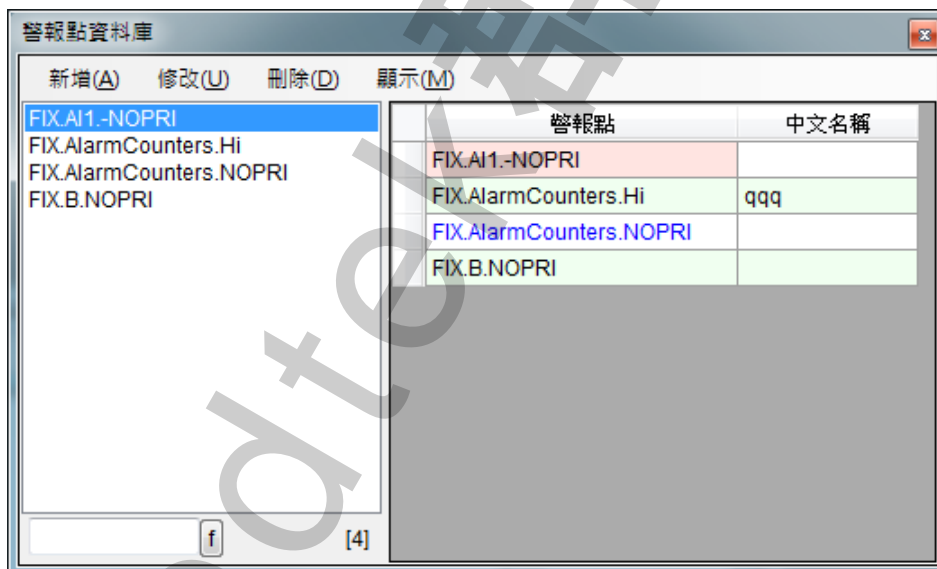 警報點資料庫
新增(A) 修改(U) 刪除(D) 顯示(M)
FIX.AI1.-NOPRI
FIX.AlarmCounters.Hi
FIX.AlarmCounters.NOPRI
FIX.B.NOPRI
f [4]
警報點 中文名稱
FIX.AI1.-NOPRI
FIX.AlarmCounters.Hi qqq
FIX.AlarmCounters.NOPRI
FIX.B.NOPRI